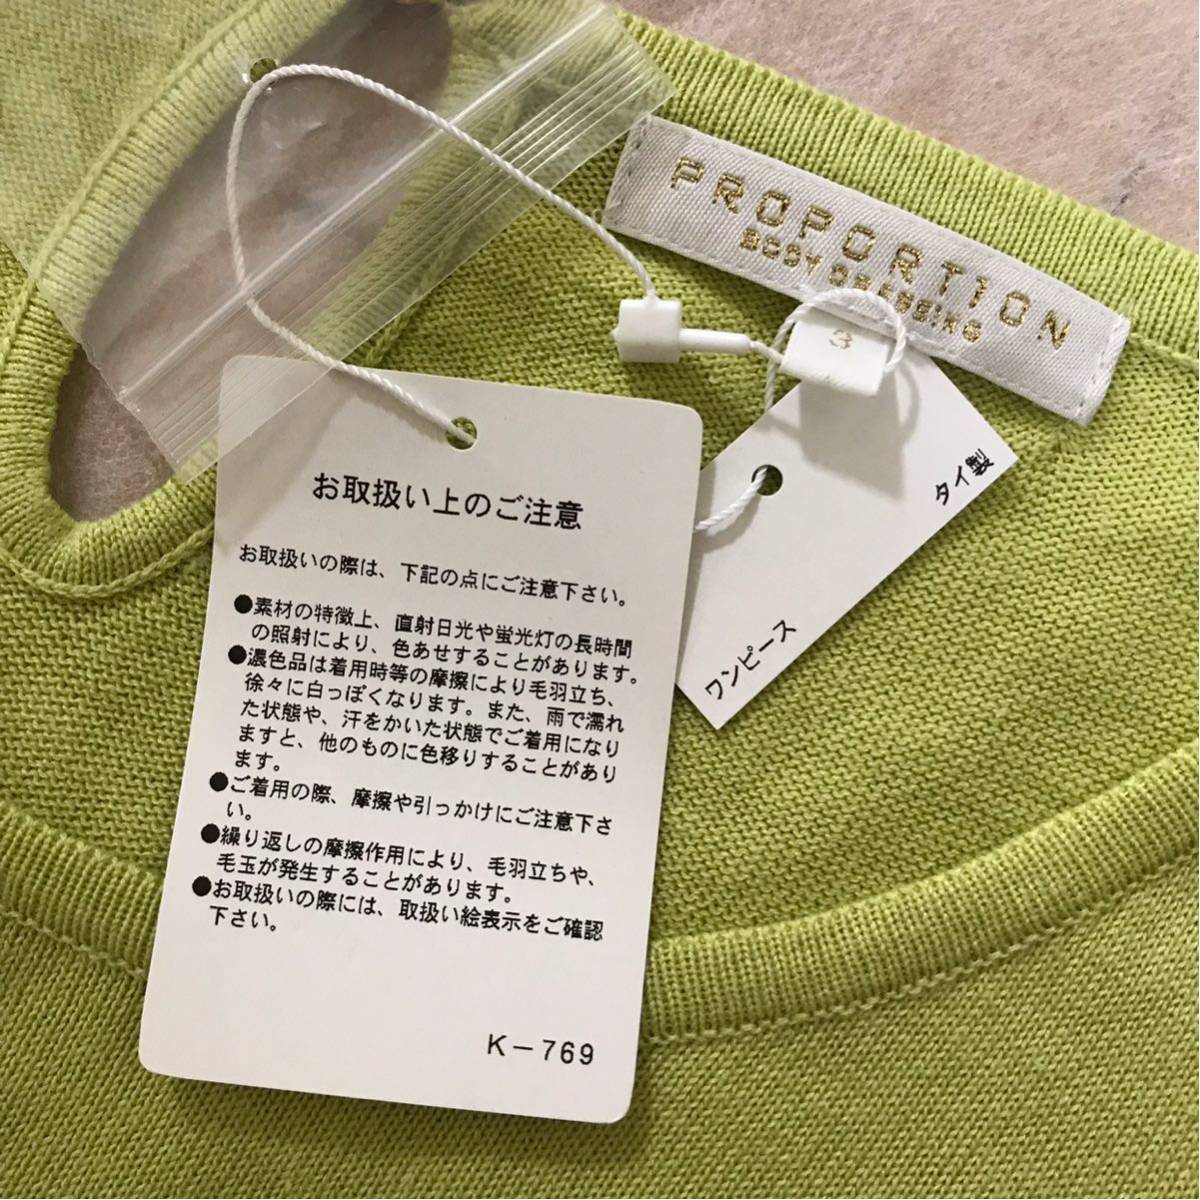 PROPORTION
BODY DRESSING
3
タイ製
ワンピース
お取扱い上のご注意
お取扱いの際は、下記の点にご注意下さい。
●素材の特徴上、直射日光や蛍光灯の長時間
の照射により、色あせすることがあります。
●濃色品は着用時等の摩擦により毛羽立ち、
徐々に白っぽくなります。また、雨で濡れ
た状態や、汗をかいた状態でご着用になり
ますと、他のものに色移りすることがあり
ます。
●ご着用の際、摩擦や引っかけにご注意下さ
い。
●繰り返しの摩擦作用により、毛羽立ちや、
毛玉が発生することがあります。
●お取扱いの際には、取扱い絵表示をご確認
下さい。
K－769